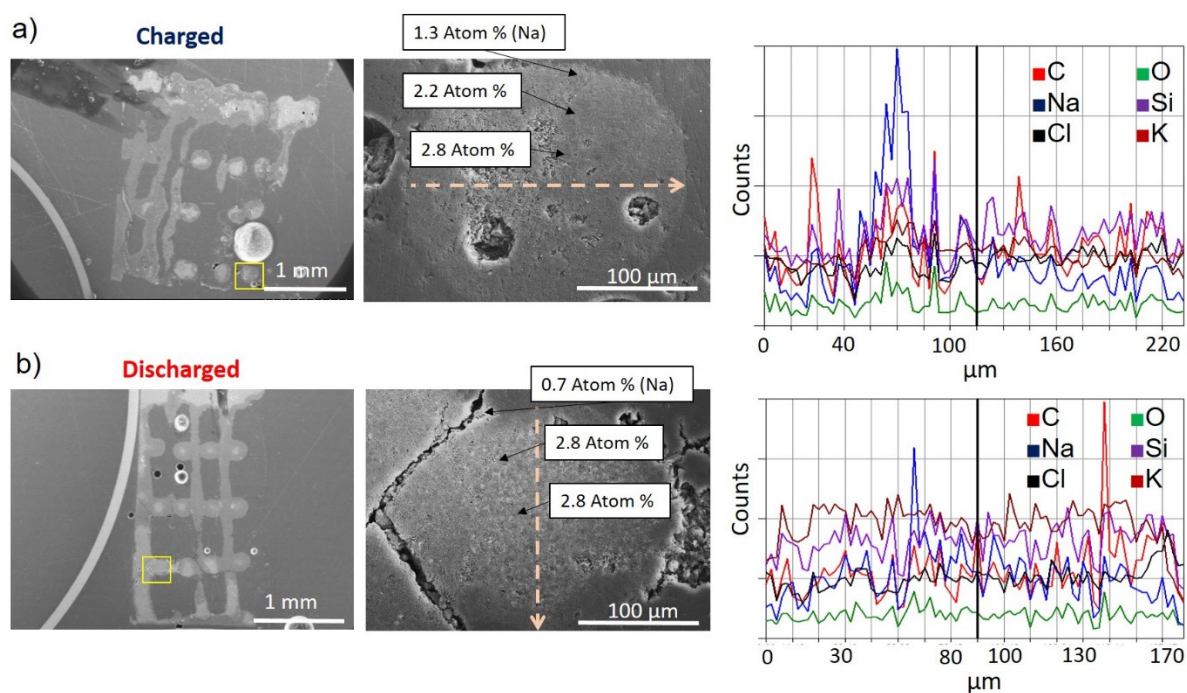 a)
Charged
1 mm
1.3 Atom % (Na)
2.2 Atom %
2.8 Atom %
100 µm
Counts
C O
Na Si
Cl K
0 40 100 160 220
µm
b)
Discharged
1 mm
0.7 Atom % (Na)
2.8 Atom %
2.8 Atom %
100 µm
Counts
C O
Na Si
Cl K
0 30 80 100 130 170
µm